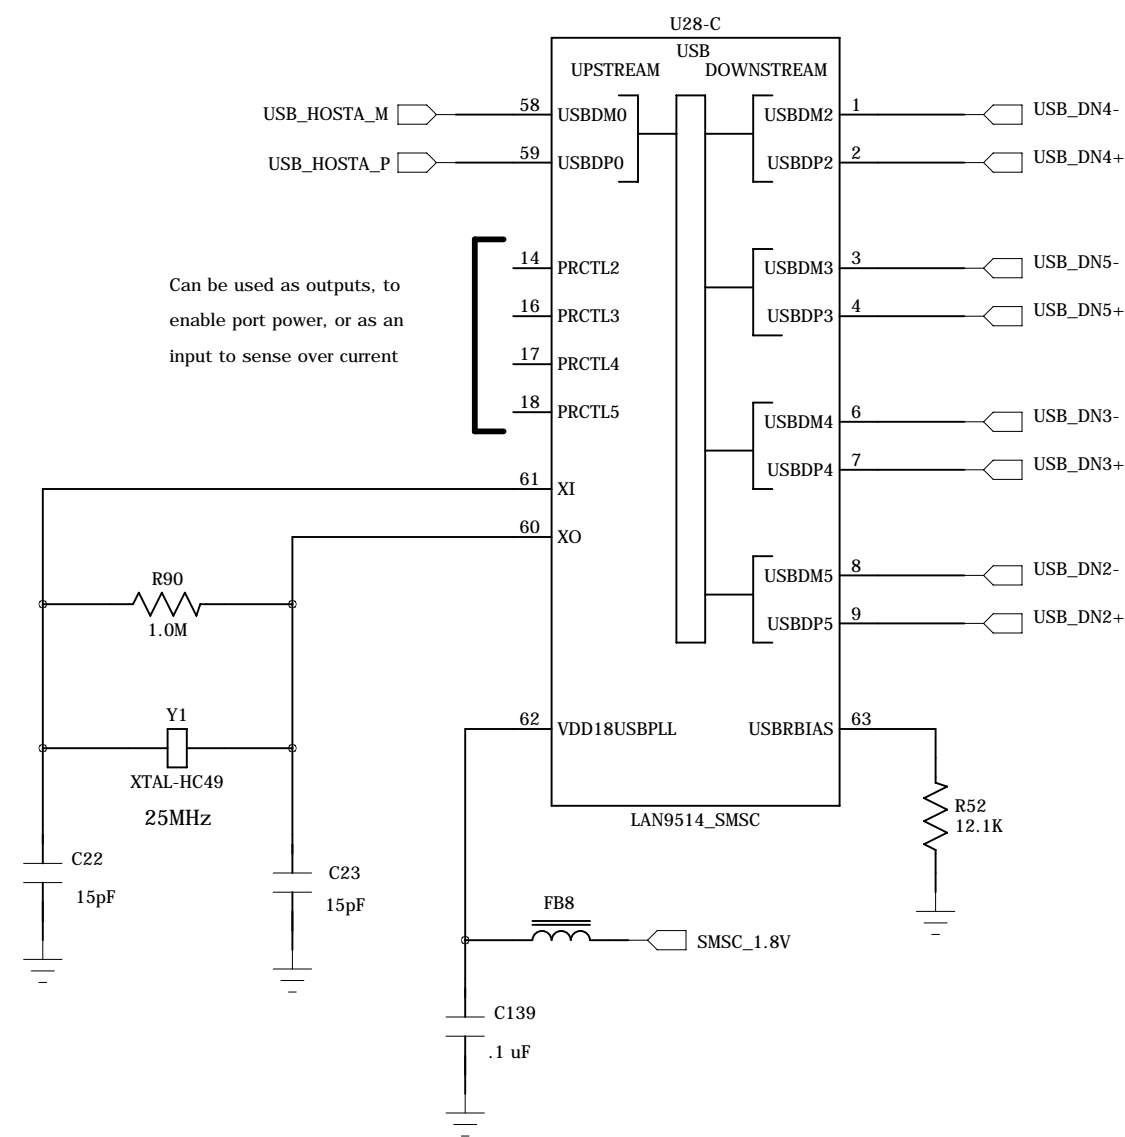 U28-C
USB
UPSTREAM DOWNSTREAM
USB_HOSTA_M 58 USBDM0 USBDM2 1 USB_DN4-
USB_HOSTA_P 59 USBDP0 USBDP2 2 USB_DN4+
14 PRCTL2 USBDM3 3 USB_DN5-
16 PRCTL3 USBDP3 4 USB_DN5+
17 PRCTL4
18 PRCTL5
Can be used as outputs, to
enable port power, or as an
input to sense over current
USBDM4 6 USB_DN3-
USBDP4 7 USB_DN3+
61 XI
60 XO
USBDM5 8 USB_DN2-
USBDP5 9 USB_DN2+
R90
1.0M
Y1
XTAL-HC49
25MHz
62 VDD18USBPLL USBRBIAS 63
LAN9514_SMSC
R52
12.1K
C22
15pF
C23
15pF
FB8
SMSC_1.8V
C139
.1 uF